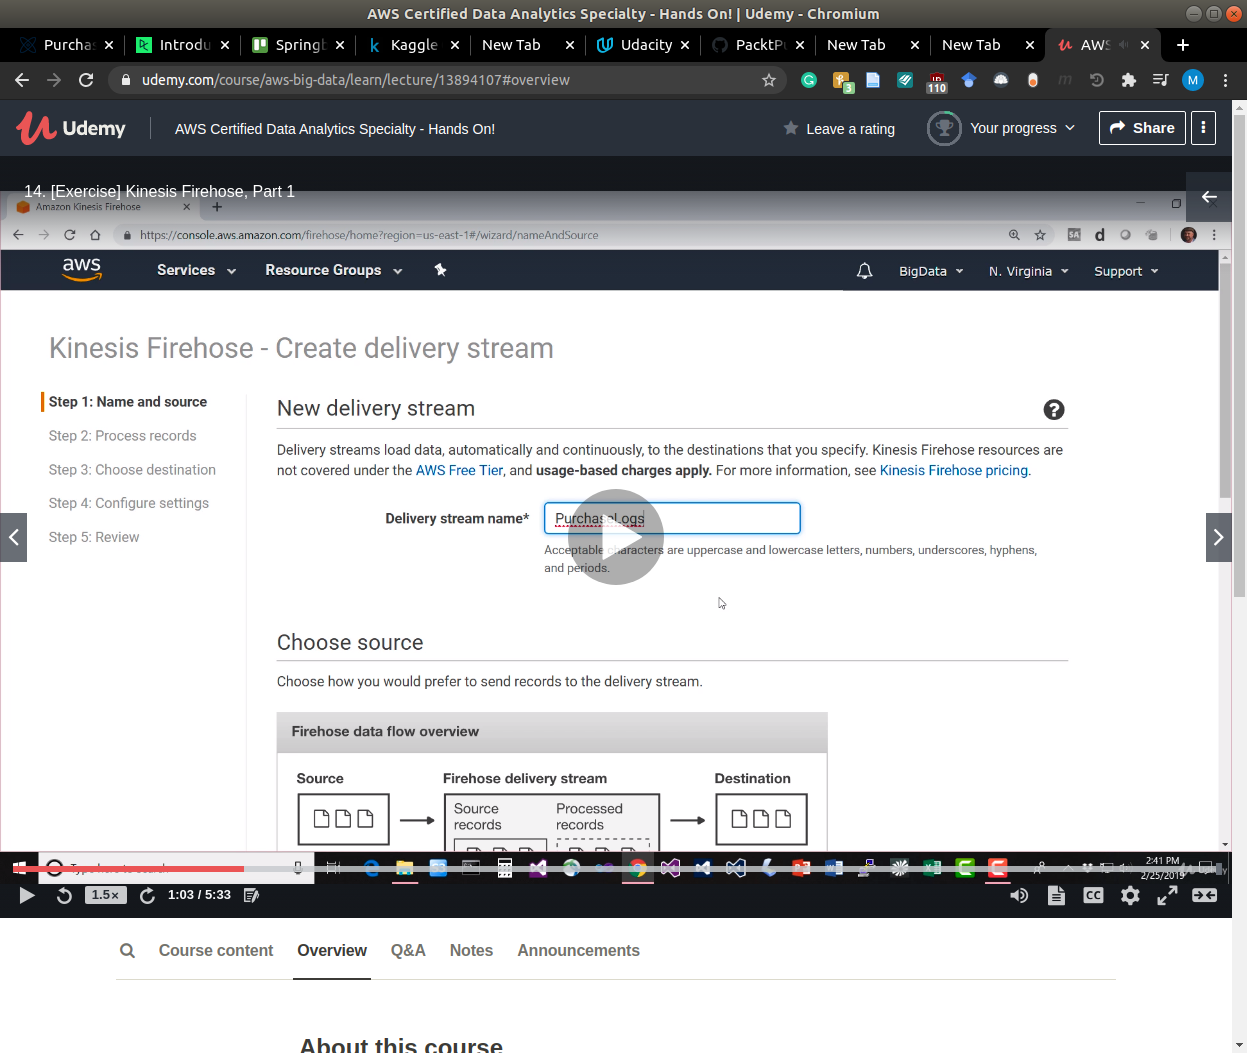 AWS Certified Data Analytics Specialty - Hands On! | Udemy - Chromium
Purchas
Introdu
Springb
Kaggle
New Tab
Udacity
PacktP
New Tab
New Tab
AWS
udemy.com/course/aws-big-data/learn/lecture/13894107#overview
3
110
M
Udemy
AWS Certified Data Analytics Specialty - Hands On!
Leave a rating
Your progress
Share
14. [Exercise] Kinesis Firehose, Part 1
Amazon Kinesis Firehose
https://console.aws.amazon.com/firehose/home?region=us-east-1#/wizard/nameAndSource
aws
Services
Resource Groups
BigData
N. Virginia
Support
Kinesis Firehose - Create delivery stream
Step 1: Name and source
Step 2: Process records
Step 3: Choose destination
Step 4: Configure settings
Step 5: Review
New delivery stream
Delivery streams load data, automatically and continuously, to the destinations that you specify. Kinesis Firehose resources are
not covered under the AWS Free Tier, and usage-based charges apply. For more information, see Kinesis Firehose pricing.
Delivery stream name*
PurchaseLogs
Acceptable characters are uppercase and lowercase letters, numbers, underscores, hyphens,
and periods.
Choose source
Choose how you would prefer to send records to the delivery stream.
Firehose data flow overview
Source
Firehose delivery stream
Destination
Source
records
Processed
records
2:41 PM
2/25/2019
1.5×
1:03 / 5:33
CC
Course content
Overview
Q&A
Notes
Announcements
About this course